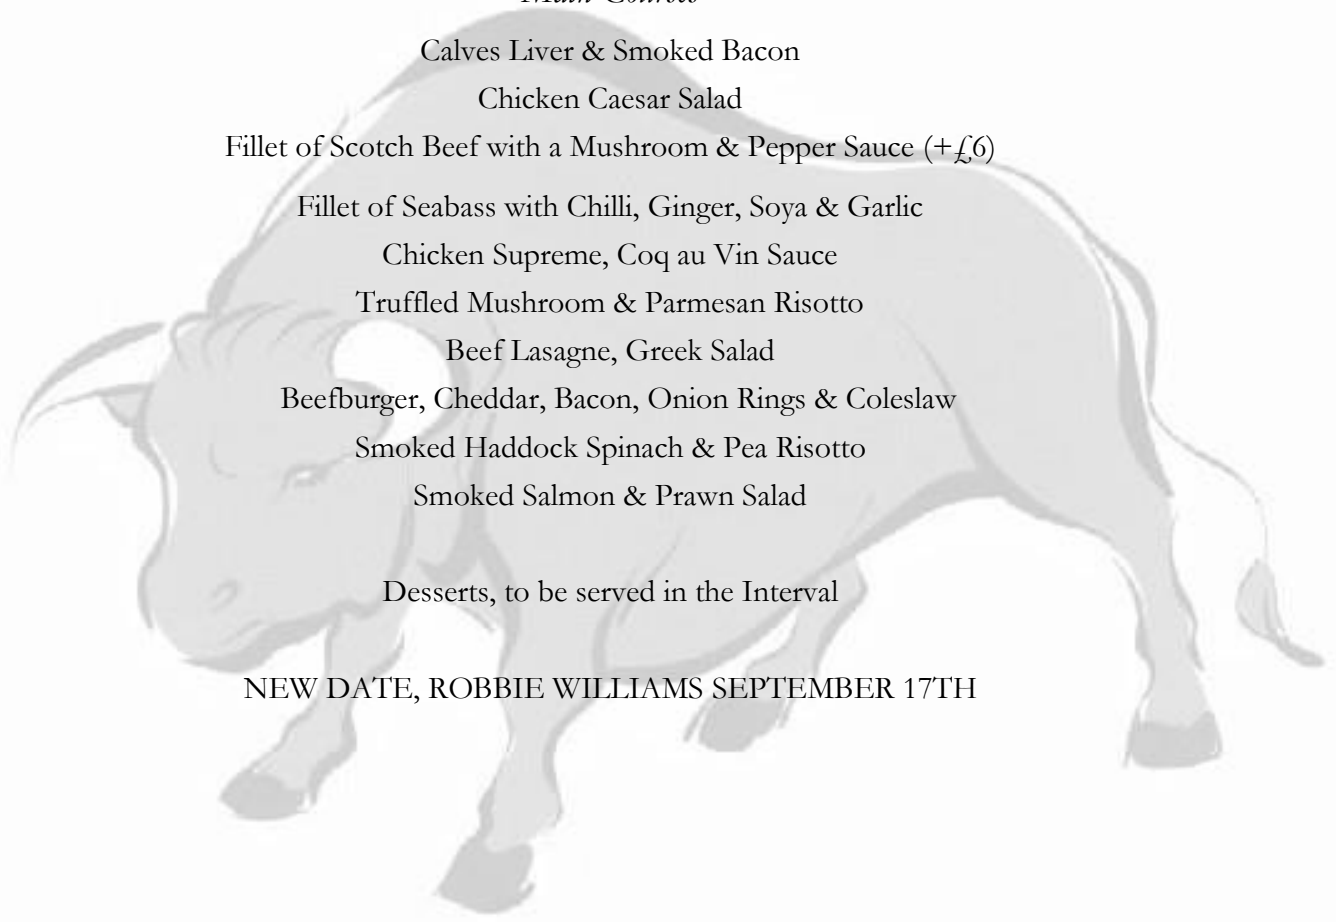 Main Courses
Calves Liver & Smoked Bacon
Chicken Caesar Salad
Fillet of Scotch Beef with a Mushroom & Pepper Sauce (+£6)
Fillet of Seabass with Chilli, Ginger, Soya & Garlic
Chicken Supreme, Coq au Vin Sauce
Truffled Mushroom & Parmesan Risotto
Beef Lasagne, Greek Salad
Beefburger, Cheddar, Bacon, Onion Rings & Coleslaw
Smoked Haddock Spinach & Pea Risotto
Smoked Salmon & Prawn Salad
Desserts, to be served in the Interval
NEW DATE, ROBBIE WILLIAMS SEPTEMBER 17TH